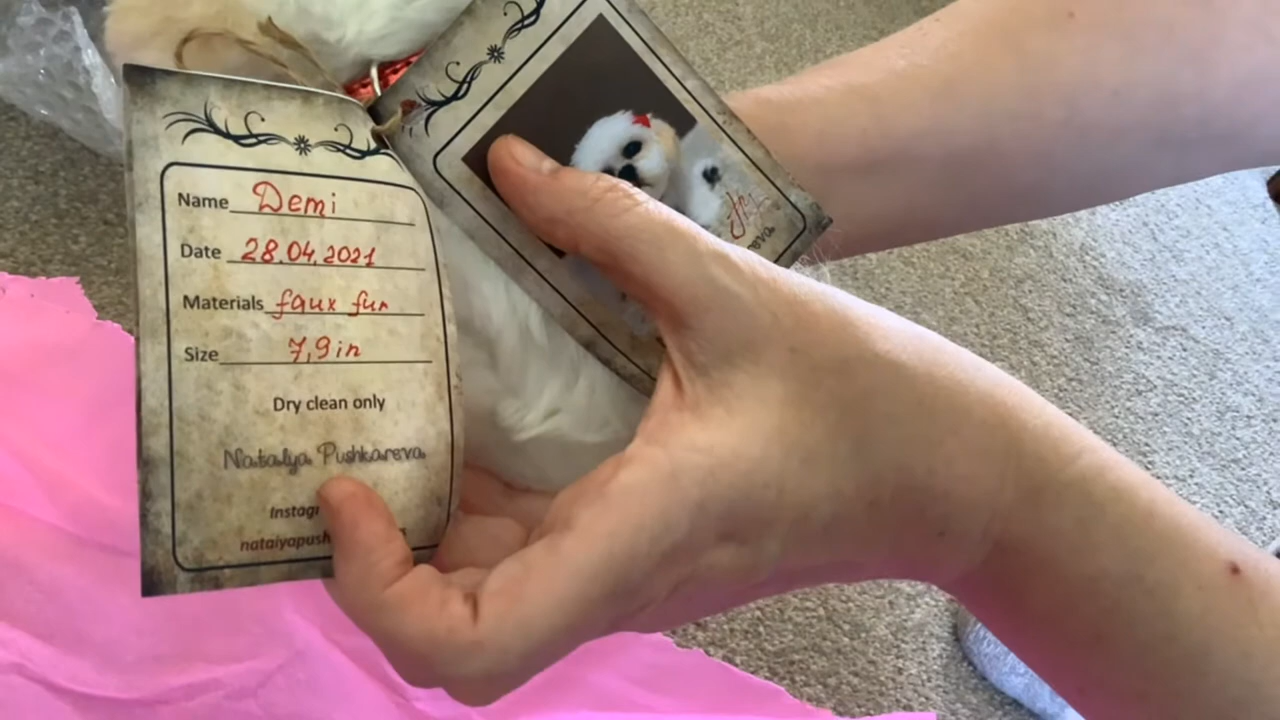 Name Demi
Date 28.04.2021
Materials faux fur
Size 7,9in
Dry clean only
Natalya Pushkareva